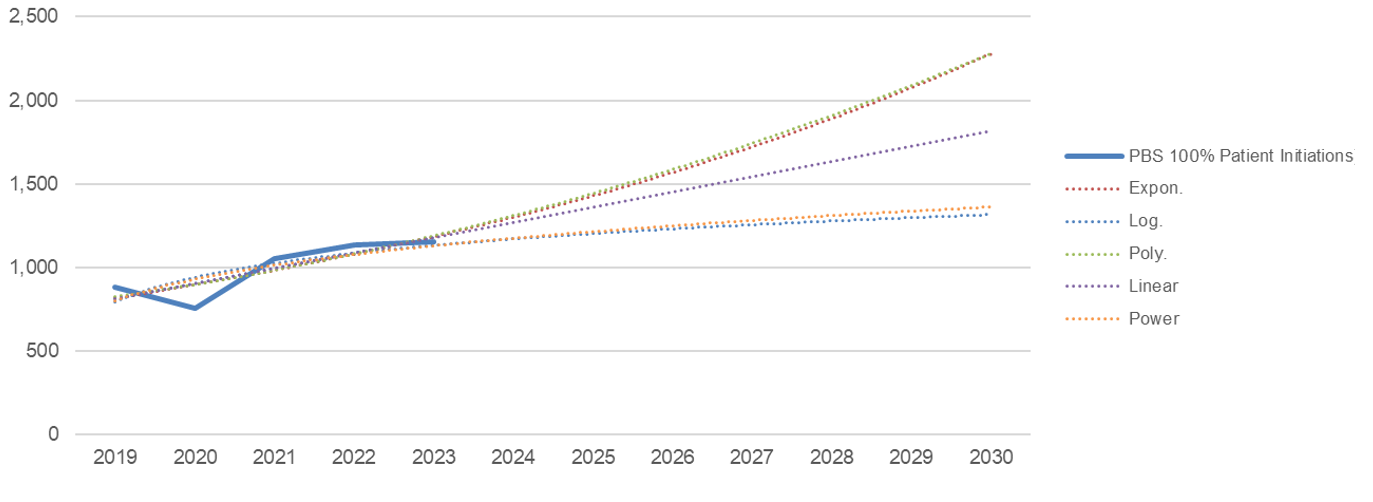 2,500
2,000
1,500
1,000
500
0
2019 2020 2021 2022 2023 2024 2025 2026 2027 2028 2029 2030
PBS 100% Patient Initiations
Expon.
Log.
Poly.
Linear
Power